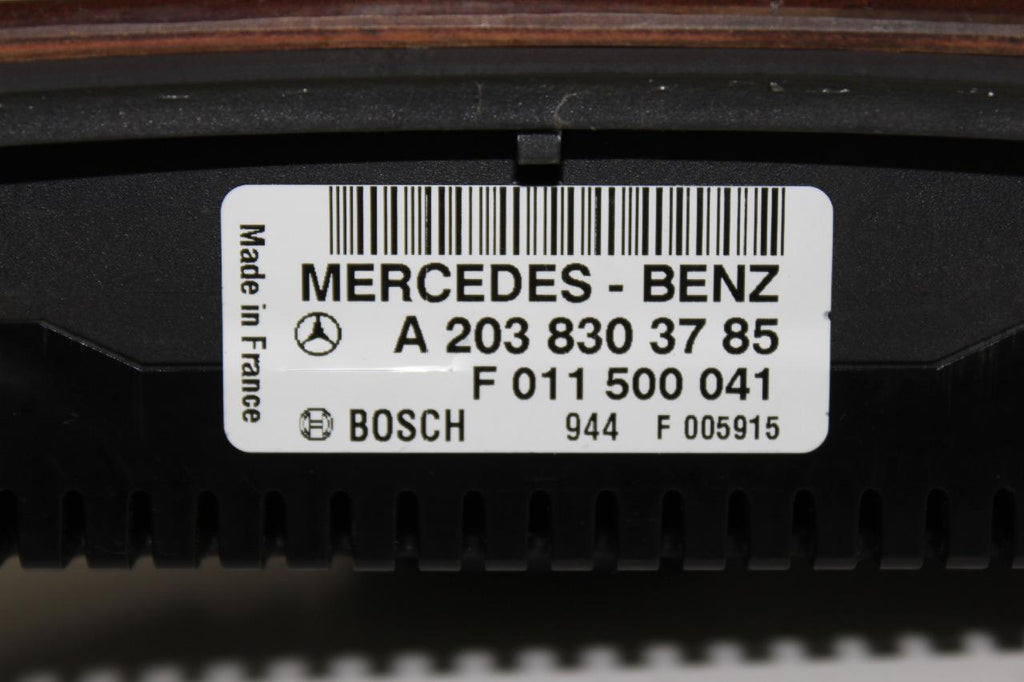 MERCEDES - BENZ
A 203 830 37 85
F 011 500 041
BOSCH 944 F 005915
Made in France